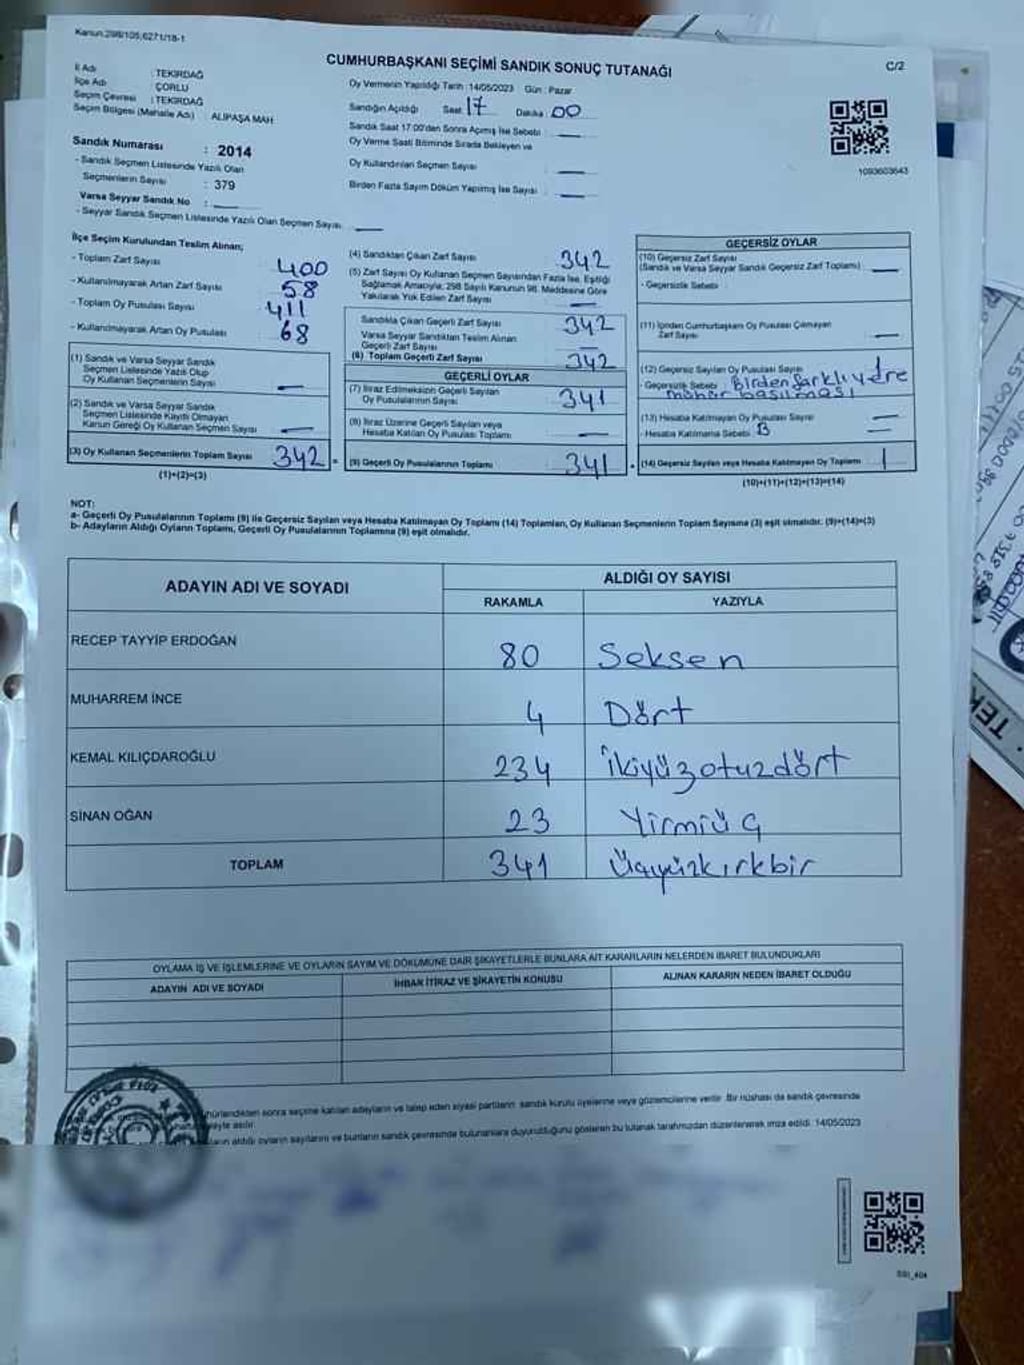 Kanun.298/105,6271/18-1
CUMHURBAŞKANI SEÇİMİ SANDIK SONUÇ TUTANAĞI
C/2
İl Adı : TEKİRDAĞ
İlçe Adı : ÇORLU
Seçim Çevresi : TEKİRDAĞ
Seçim Bölgesi (Mahalle Adı) : ALİPAŞA MAH
Sandık Numarası : 2014
- Sandık Seçmen Listesinde Yazılı Olan
Seçmenlerin Sayısı : 379
Varsa Seyyar Sandık No :
- Seyyar Sandık Seçmen Listesinde Yazılı Olan Seçmen Sayısı
Oy Vermenin Yapıldığı Tarih : 14/05/2023 Gün : Pazar
Sandığın Açıldığı Saat 17 Dakika : 00
Sandık Saat 17:00'den Sonra Açımış İse Sebebi
Oy Verme Saati Bitiminde Sırada Bekleyen ve
Oy Kullandırılan Seçmen Sayısı
Birden Fazla Sayım Döküm Yapılmış İse Sayısı
1093603643
İlçe Seçim Kurulundan Teslim Alınan;
- Toplam Zarf Sayısı 400
- Kullanılmayarak Artan Zarf Sayısı 58
- Toplam Oy Pusulası Sayısı 411
- Kullanılmayarak Artan Oy Pusulası 68
(1) Sandık ve Varsa Seyyar Sandık
Seçmen Listesinde Yazılı Olup
Oy Kullanan Seçmenlerin Sayısı —
(2) Sandık ve Varsa Seyyar Sandık
Seçmen Listesinde Kayıtlı Olmayan
Kanun Gereği Oy Kullanan Seçmen Sayısı —
(3) Oy Kullanan Seçmenlerin Toplam Sayısı 342 =
(1)+(2)=(3)
(4) Sandıktan Çıkan Zarf Sayısı 342
(5) Zarf Sayısı Oy Kullanan Seçmen Sayısından Fazla İse, Eşitliği
Sağlamak Amacıyla; 298 Sayılı Kanunun 98. Maddesine Göre
Yakılarak Yok Edilen Zarf Sayısı —
Sandıkta Çıkan Geçerli Zarf Sayısı 342
Varsa Seyyar Sandıktan Teslim Alınan
Geçerli Zarf Sayısı —
(6) Toplam Geçerli Zarf Sayısı 342
GEÇERLİ OYLAR
(7) İtiraz Edilmeksizin Geçerli Sayılan
Oy Pusulalarının Sayısı 341
(8) İtiraz Üzerine Geçerli Sayılan veya
Hesaba Katılan Oy Pusulası Toplamı —
(9) Geçerli Oy Pusulalarının Toplamı 341
GEÇERSİZ OYLAR
(10) Geçersiz Zarf Sayısı
(Sandık ve Varsa Seyyar Sandık Geçersiz Zarf Toplamı) —
- Geçersizlik Sebebi
(11) İçinden Cumhurbaşkanı Oy Pusulası Çıkmayan
Zarf Sayısı —
(12) Geçersiz Sayılan Oy Pusulası Sayısı 1
- Geçersizlik Sebebi : Birden farklı yere
mühür basılması
(13) Hesaba Katılmayan Oy Pusulası Sayısı —
- Hesaba Katılmama Sebebi —
(14) Geçersiz Sayılan veya Hesaba Katılmayan Oy Toplamı 1
(10)+(11)+(12)+(13)=(14)
NOT:
a- Geçerli Oy Pusulalarının Toplamı (9) ile Geçersiz Sayılan veya Hesaba Katılmayan Oy Toplamı (14) Toplamları, Oy Kullanan Seçmenlerin Toplam Sayısına (3) eşit olmalıdır. (9)+(14)=(3)
b- Adayların Aldığı Oyların Toplamı, Geçerli Oy Pusulalarının Toplamına (9) eşit olmalıdır.
ADAYIN ADI VE SOYADI
ALDIĞI OY SAYISI
RAKAMLA YAZIYLA
RECEP TAYYİP ERDOĞAN 80 Seksen
MUHARREM İNCE 4 Dört
KEMAL KILIÇDAROĞLU 234 İkiyüzotuzdört
SİNAN OĞAN 23 Yirmiüç
TOPLAM 341 Üçyüzkırkbir
OYLAMA İŞ VE İŞLEMLERİNE VE OYLARIN SAYIM VE DÖKÜMÜNE DAİR ŞİKAYETLERLE BUNLARA AİT KARARLARIN NELERDEN İBARET BULUNDUKLARI
ADAYIN ADI VE SOYADI
İHBAR İTİRAZ VE ŞİKAYETİN KONUSU
ALINAN KARARIN NEDEN İBARET OLDUĞU
mühürlendikten sonra seçime katılan adayların ve talep eden siyasi partilerin sandık kurulu üyelerine veya gözlemcilerine verilir. Bir nüshası da sandık çevresinde
asılır.
aldığı oyların sayılarını ve bunların sandık çevresinde bulunanlara duyurulduğunu gösteren bu tutanak tarafımızdan düzenlenerek imza edildi. 14/05/2023